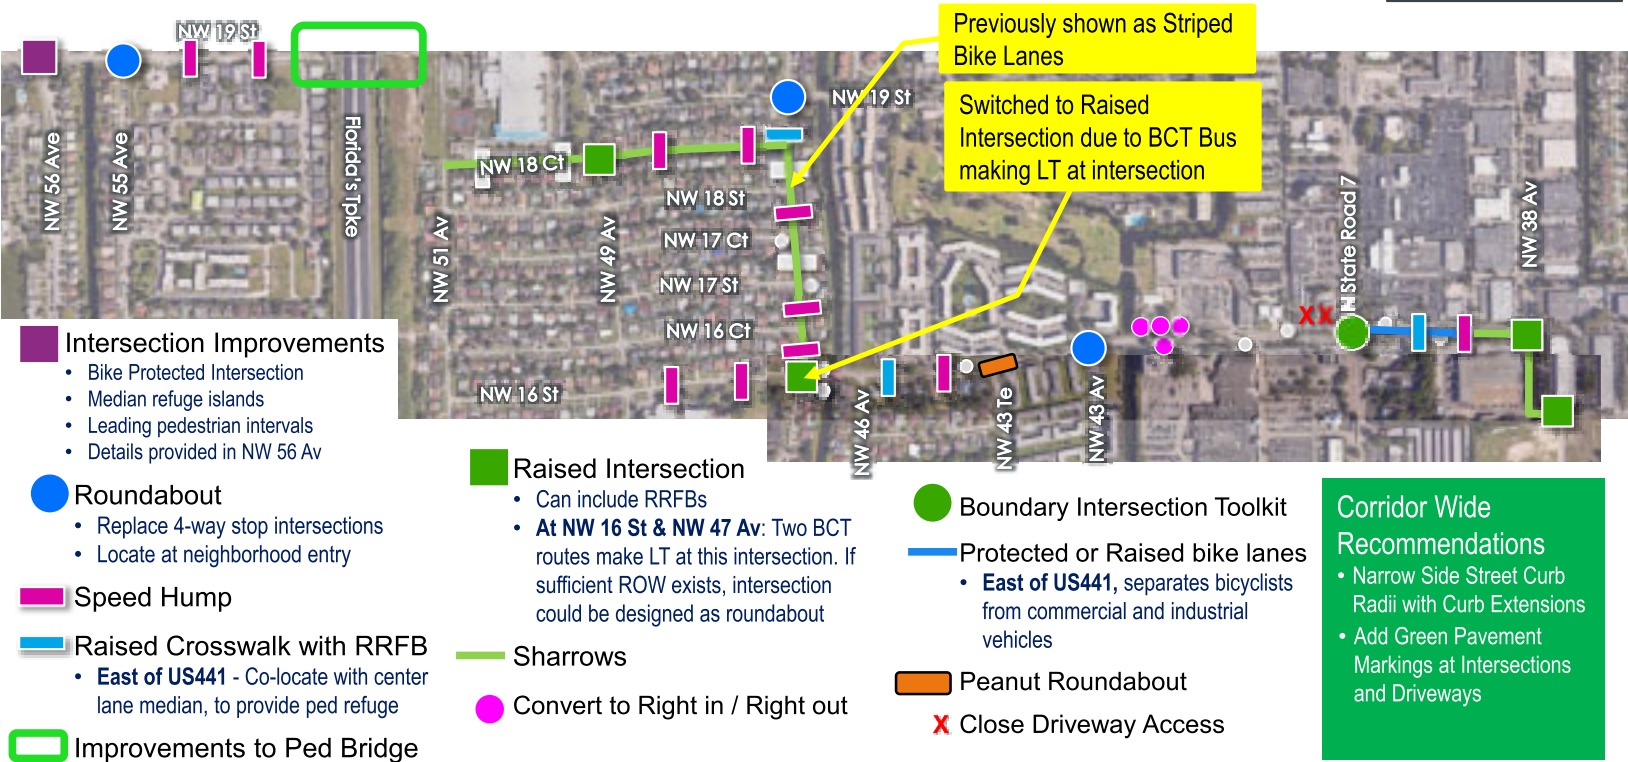 NW 19 St
Previously shown as Striped
Bike Lanes
Switched to Raised
Intersection due to BCT Bus
making LT at intersection
NW 56 Ave
NW 55 Ave
Florida's Tpke
NW 19 St
NW 18 Ct
NW 51 Av
NW 49 Av
NW 18 St
NW 17 Ct
NW 17 St
NW 16 Ct
NW 16 St
NW 46 Av
NW 43 Te
NW 43 Av
N State Road 7
NW 38 Av
X X
Intersection Improvements
• Bike Protected Intersection
• Median refuge islands
• Leading pedestrian intervals
• Details provided in NW 56 Av
Roundabout
• Replace 4-way stop intersections
• Locate at neighborhood entry
Speed Hump
Raised Crosswalk with RRFB
• East of US441 - Co-locate with center
lane median, to provide ped refuge
Improvements to Ped Bridge
Raised Intersection
• Can include RRFBs
• At NW 16 St & NW 47 Av: Two BCT
routes make LT at this intersection. If
sufficient ROW exists, intersection
could be designed as roundabout
Sharrows
Convert to Right in / Right out
Boundary Intersection Toolkit
Protected or Raised bike lanes
• East of US441, separates bicyclists
from commercial and industrial
vehicles
Peanut Roundabout
X Close Driveway Access
Corridor Wide
Recommendations
• Narrow Side Street Curb
Radii with Curb Extensions
• Add Green Pavement
Markings at Intersections
and Driveways